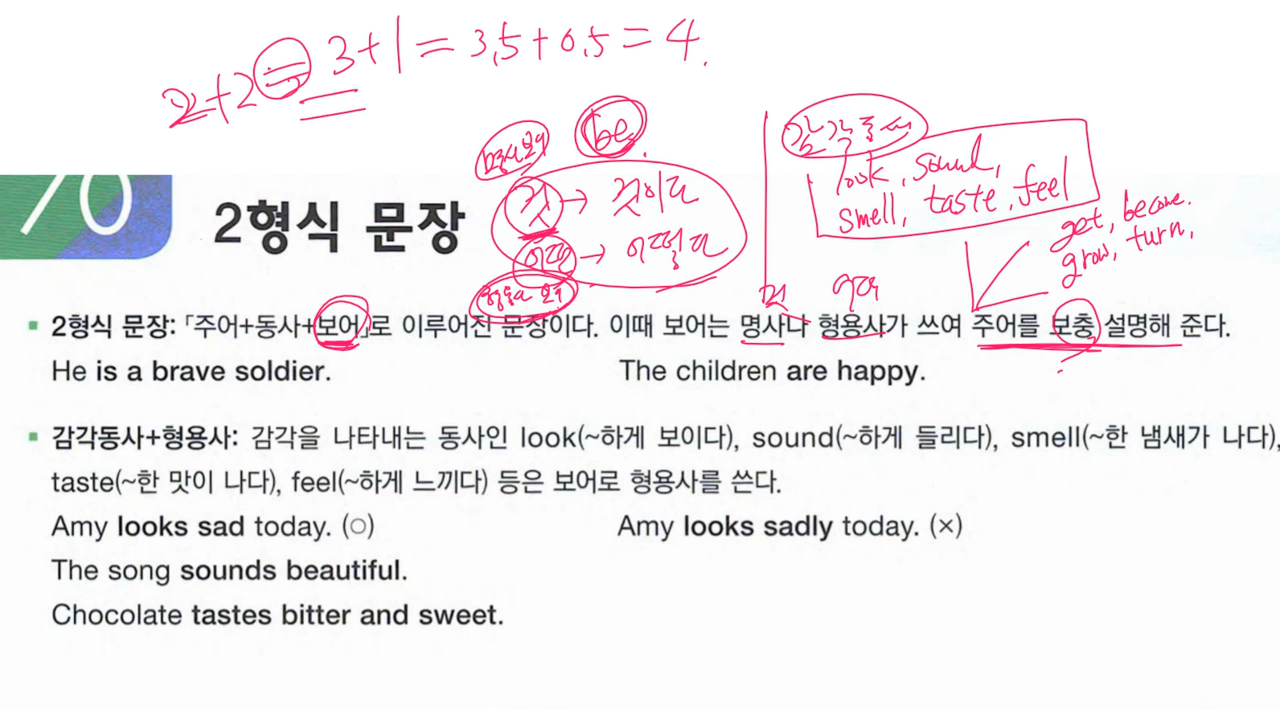 2+2=3+1=3.5+0.5=4.
be.
명사보어
것→것이다
어떤→어떻다
형용사 보어
감각동사
look, sound,
smell, taste, feel
get, become.
grow, turn,
70
2형식 문장
것 어떤
▪ 2형식 문장: 「주어+동사+보어」로 이루어진 문장이다. 이때 보어는 명사나 형용사가 쓰여 주어를 보충 설명해 준다.
He is a brave soldier. The children are happy.
▪ 감각동사+형용사: 감각을 나타내는 동사인 look(~하게 보이다), sound(~하게 들리다), smell(~한 냄새가 나다),
taste(~한 맛이 나다), feel(~하게 느끼다) 등은 보어로 형용사를 쓴다.
Amy looks sad today. (○) Amy looks sadly today. (×)
The song sounds beautiful.
Chocolate tastes bitter and sweet.